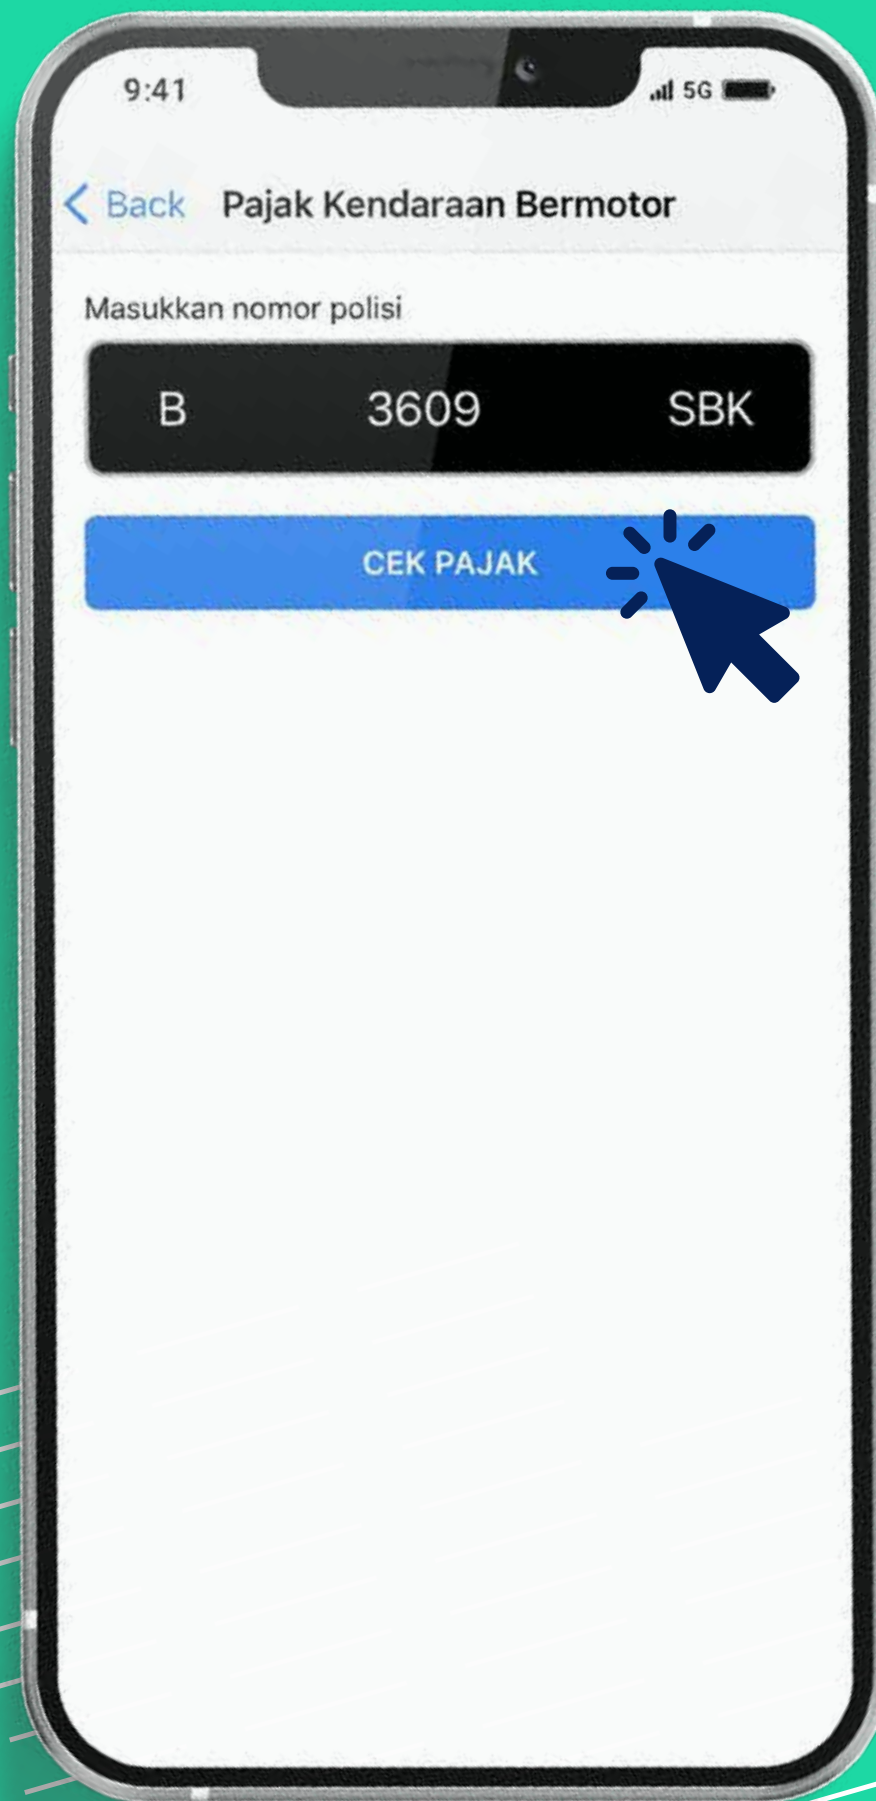 9:41 5G
Back Pajak Kendaraan Bermotor
Masukkan nomor polisi
B 3609 SBK
CEK PAJAK